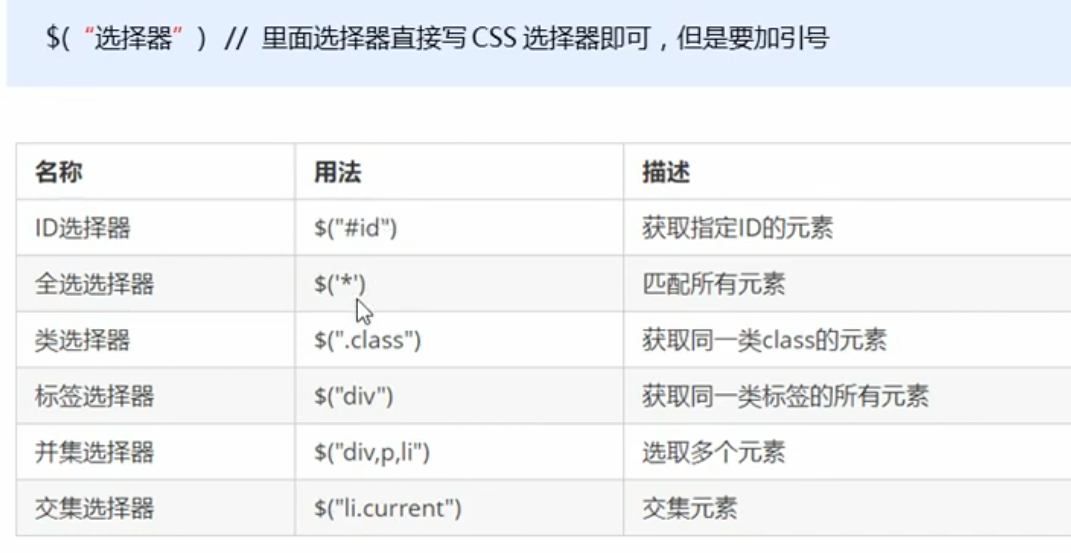 $( “选择器” ) // 里面选择器直接写 CSS 选择器即可，但是要加引号
名称 用法 描述
ID选择器 $("#id") 获取指定ID的元素
全选选择器 $('*') 匹配所有元素
类选择器 $(".class") 获取同一类class的元素
标签选择器 $("div") 获取同一类标签的所有元素
并集选择器 $("div,p,li") 选取多个元素
交集选择器 $("li.current") 交集元素